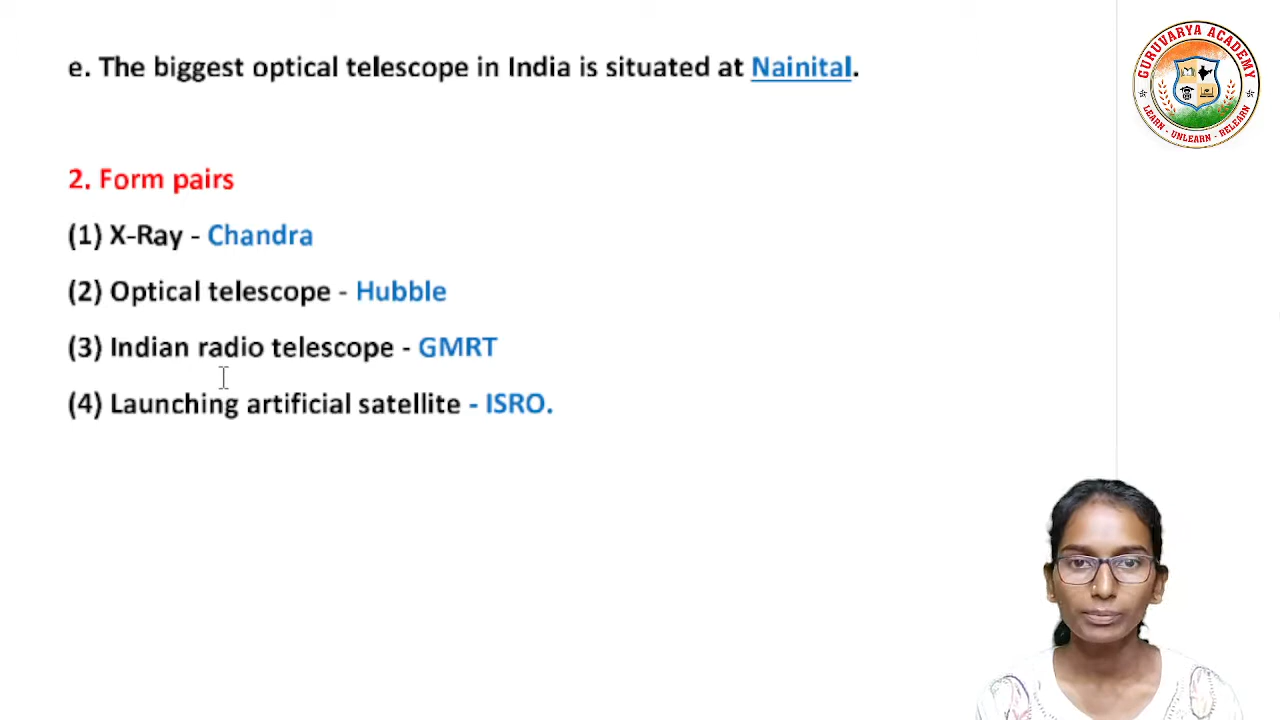 e. The biggest optical telescope in India is situated at Nainital.
GURUVARYA ACADEMY
LEARN - UNLEARN - RELEARN
2. Form pairs
(1) X-Ray - Chandra
(2) Optical telescope - Hubble
(3) Indian radio telescope - GMRT
(4) Launching artificial satellite - ISRO.